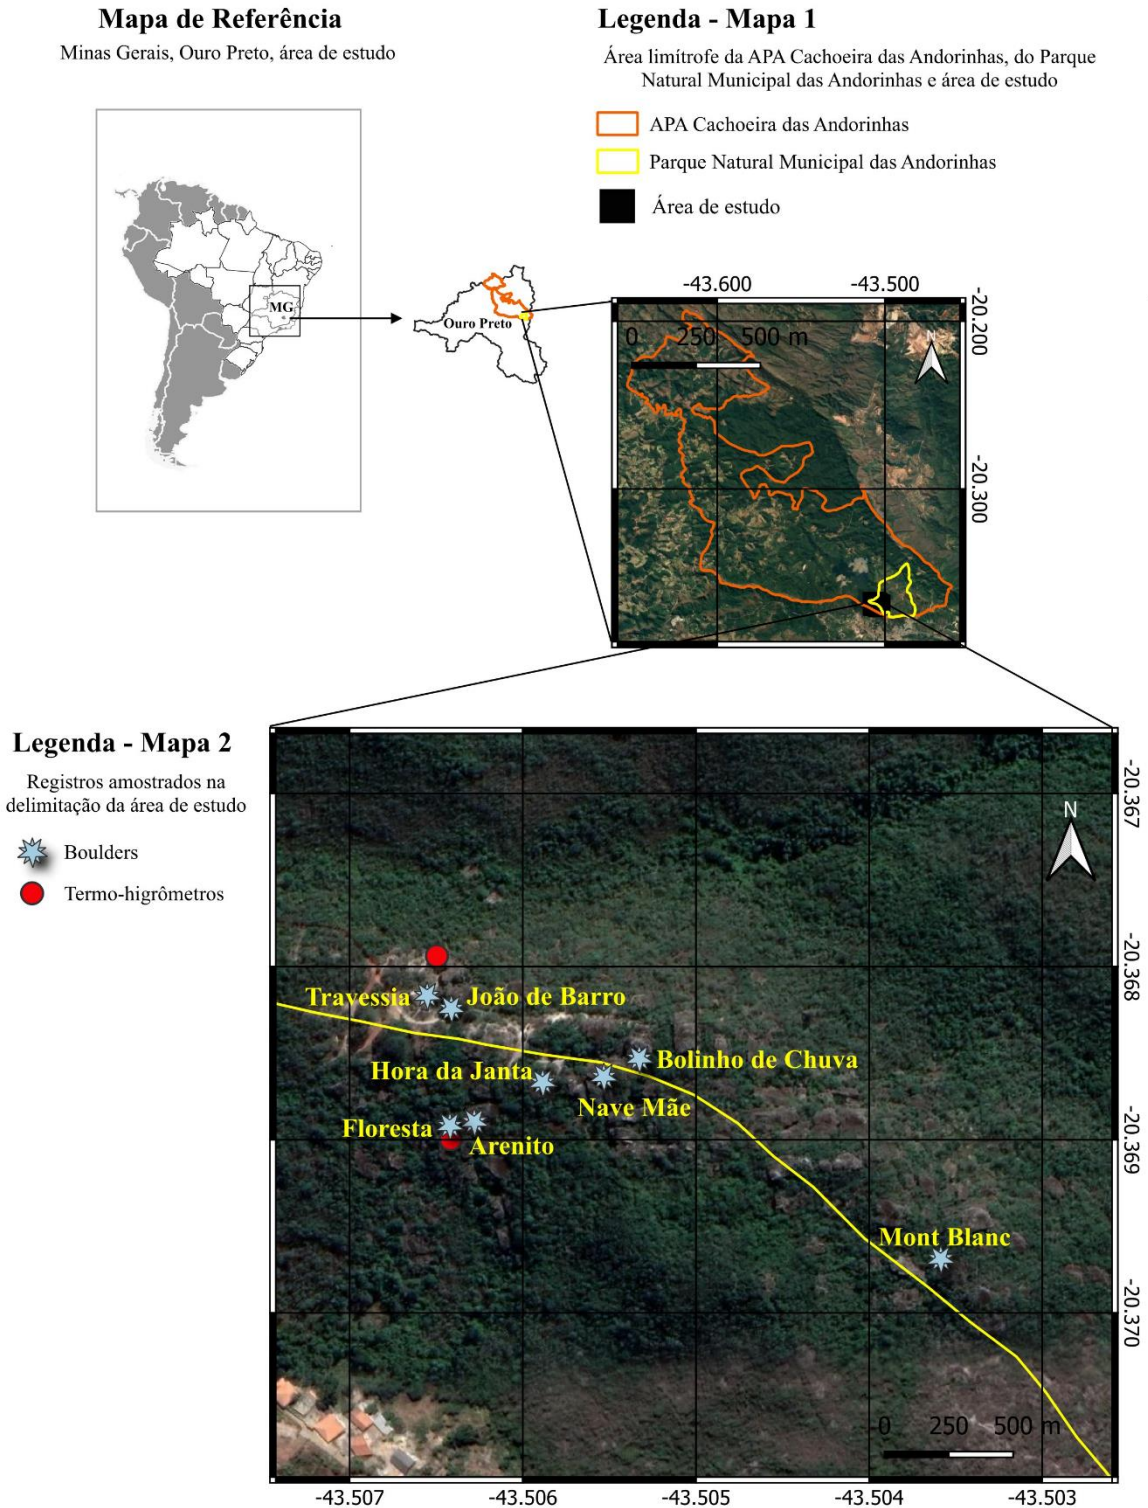 Mapa de Referência
Minas Gerais, Ouro Preto, área de estudo
Legenda - Mapa 1
Área limítrofe da APA Cachoeira das Andorinhas, do Parque
Natural Municipal das Andorinhas e área de estudo
APA Cachoeira das Andorinhas
Parque Natural Municipal das Andorinhas
Área de estudo
MG
Ouro Preto
-43.600
-43.500
-20.200
0 250 500 m
N
-20.300
Legenda - Mapa 2
Registros amostrados na
delimitação da área de estudo
Boulders
Termo-higrômetros
-20.367
N
-20.368
Travessia
João de Barro
Hora da Janta
Bolinho de Chuva
Nave Mãe
Floresta
Arenito
-20.369
Mont Blanc
-20.370
0 250 500 m
-43.507
-43.506
-43.505
-43.504
-43.503